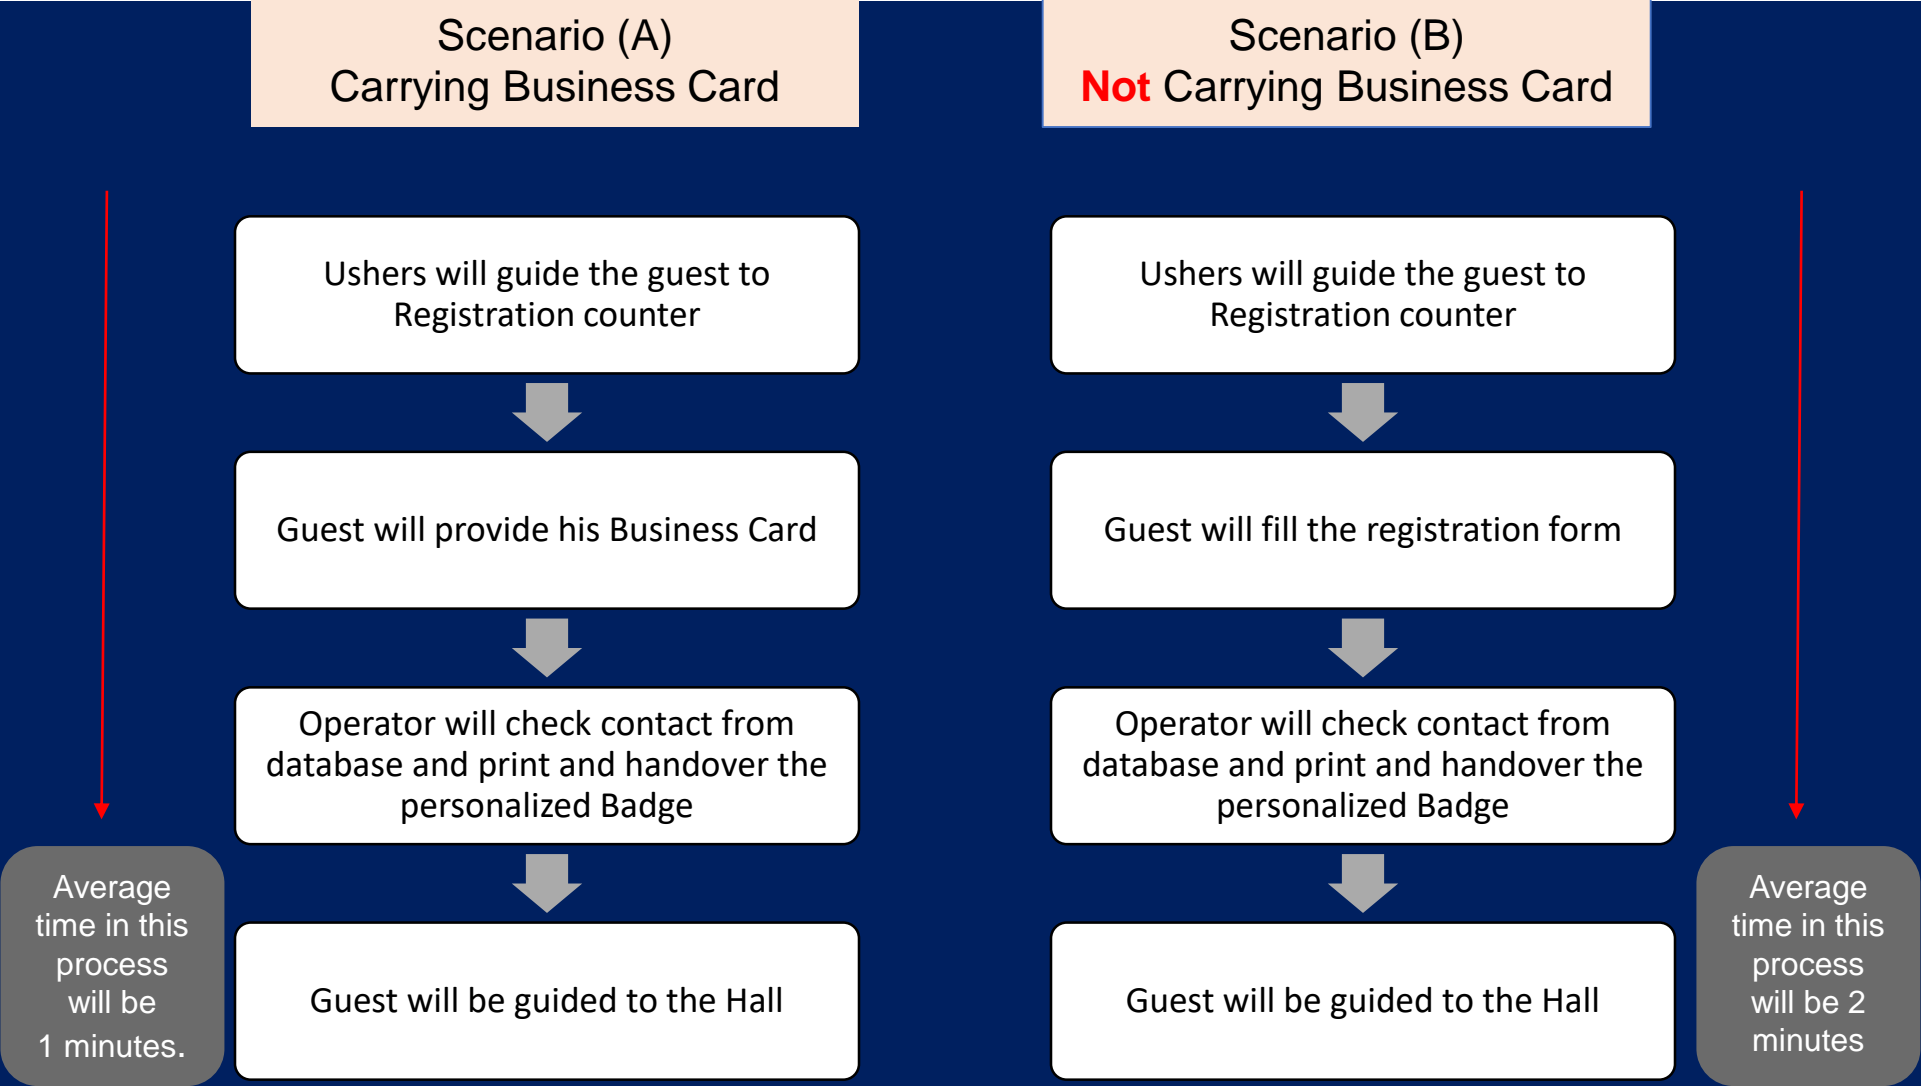 Scenario (A)
Carrying Business Card
Ushers will guide the guest to
Registration counter
Guest will provide his Business Card
Operator will check contact from
database and print and handover the
personalized Badge
Guest will be guided to the Hall
Average
time in this
process
will be
1 minutes.
Scenario (B)
Not Carrying Business Card
Ushers will guide the guest to
Registration counter
Guest will fill the registration form
Operator will check contact from
database and print and handover the
personalized Badge
Guest will be guided to the Hall
Average
time in this
process
will be 2
minutes